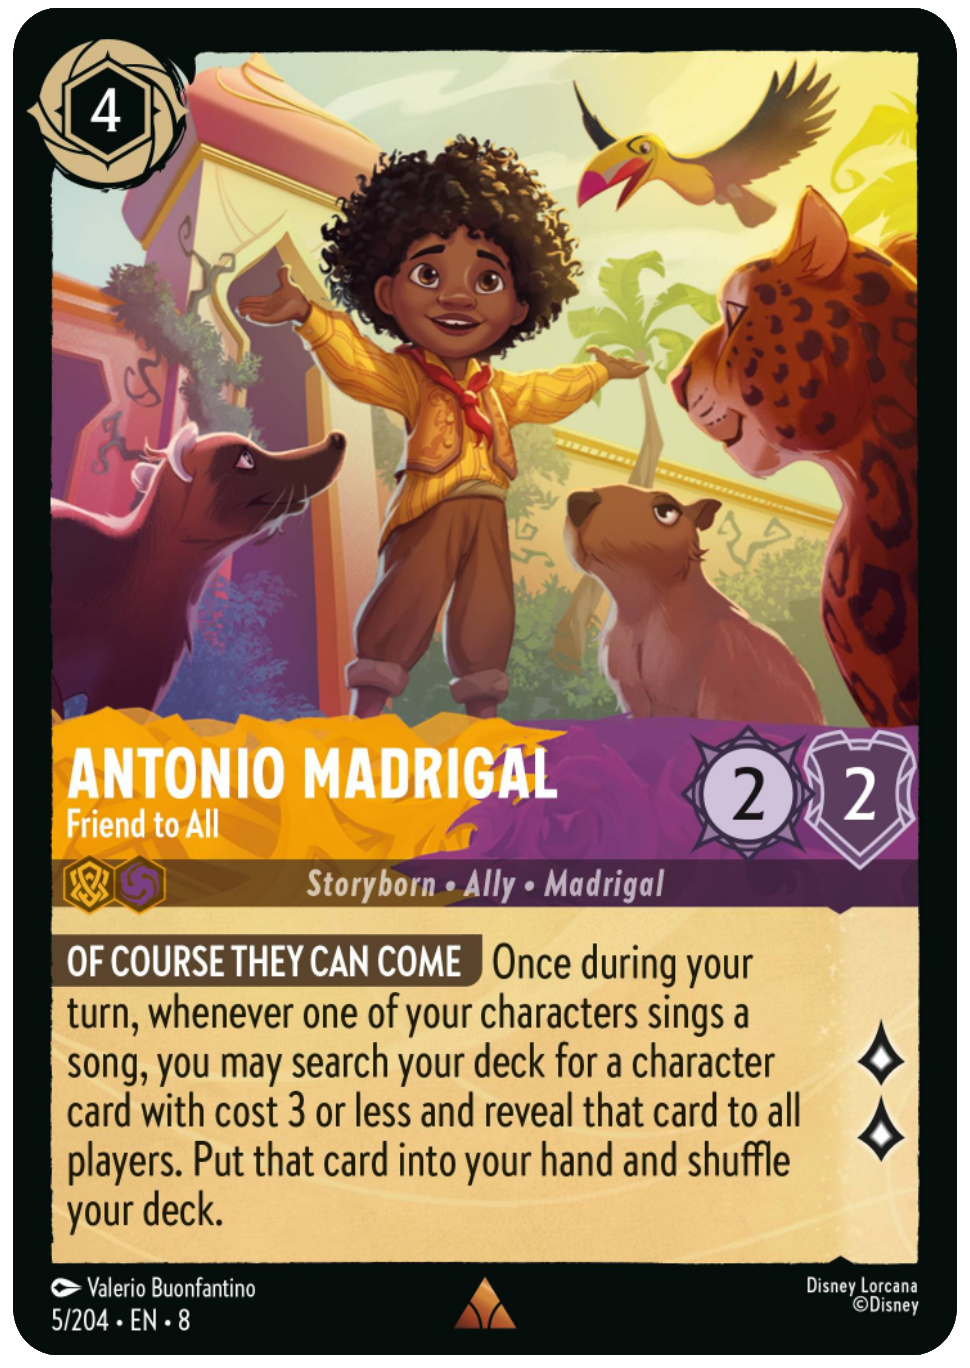 4
ANTONIO MADRIGAL
Friend to All
2
2
Storyborn • Ally • Madrigal
OF COURSE THEY CAN COME Once during your
turn, whenever one of your characters sings a
song, you may search your deck for a character
card with cost 3 or less and reveal that card to all
players. Put that card into your hand and shuffle
your deck.
Valerio Buonfantino
5/204 • EN • 8
Disney Lorcana
©Disney